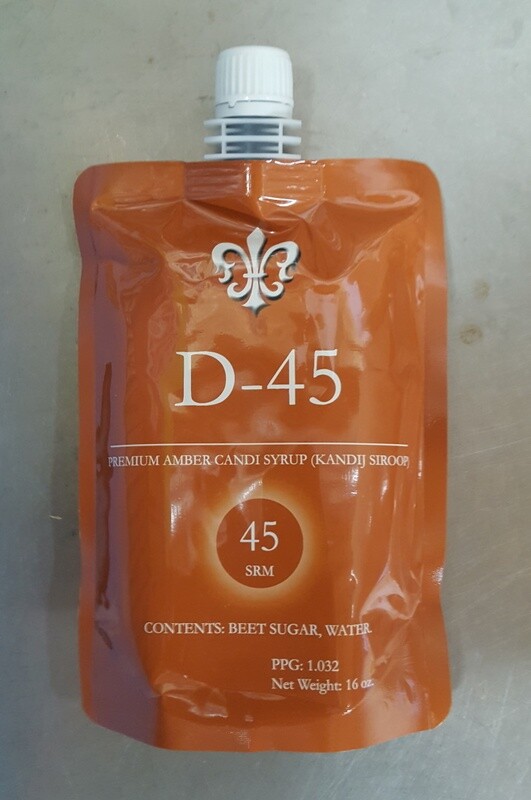 D-45
PREMIUM AMBER CANDI SYRUP (KANDIJ SIROOP)
45
SRM
CONTENTS: BEET SUGAR, WATER.
PPG: 1.032
Net Weight: 16 oz.